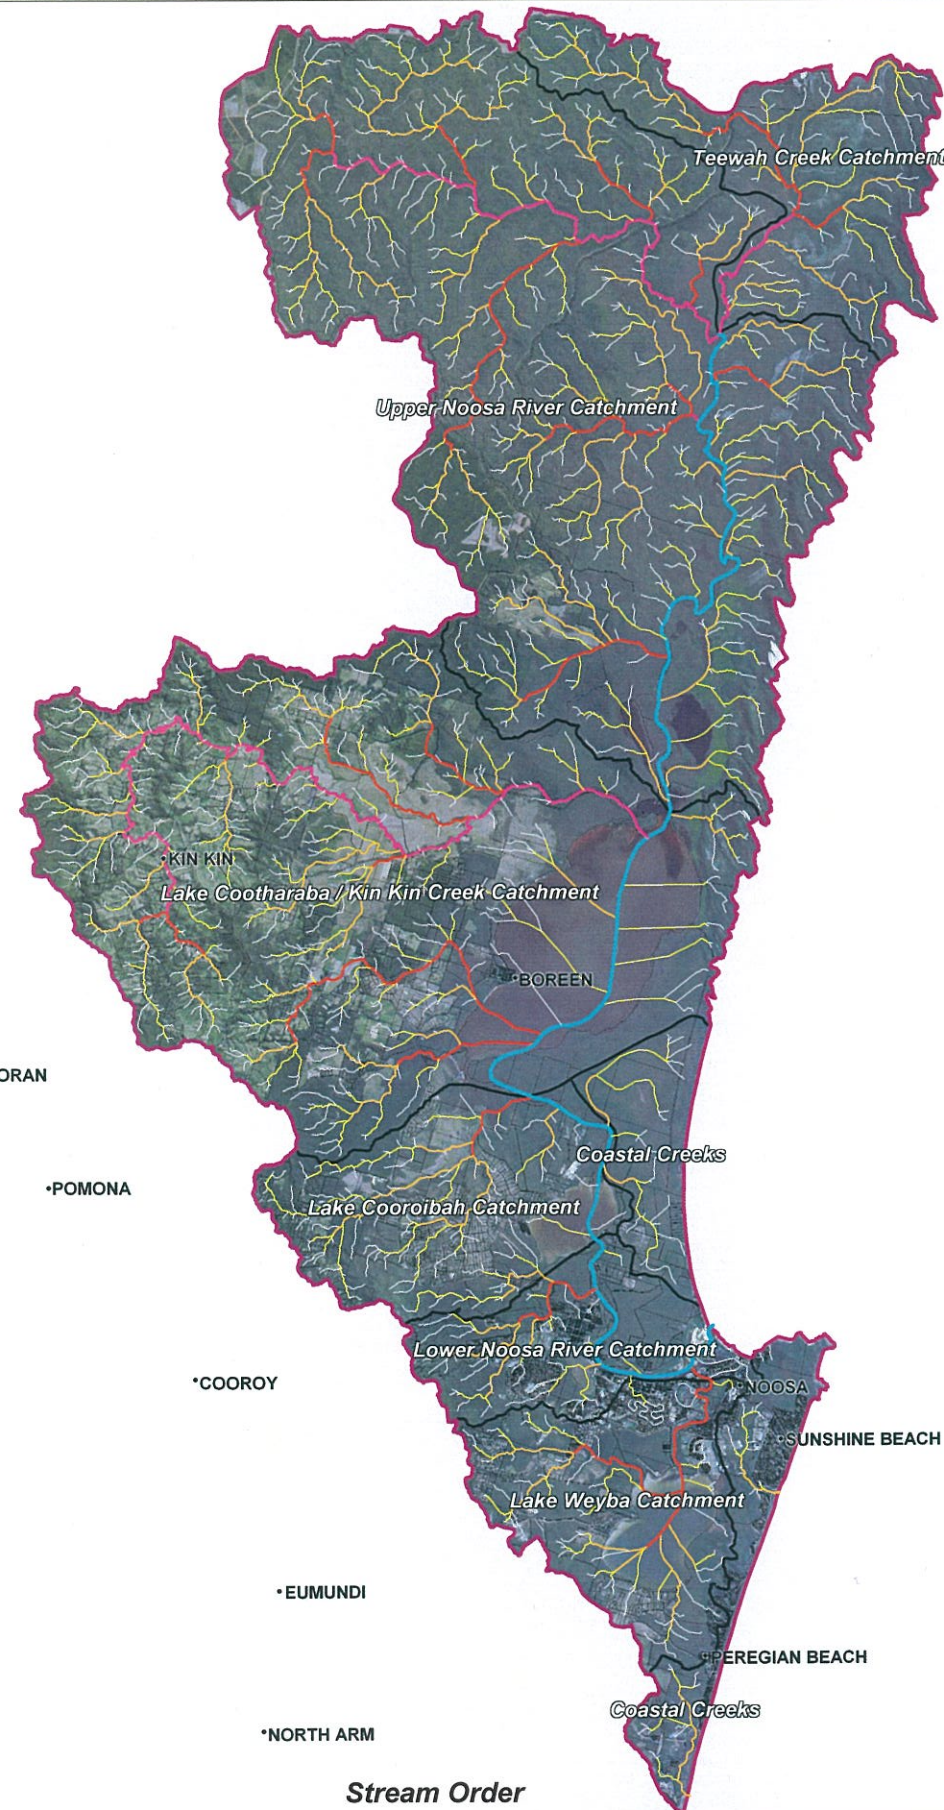 Teewah Creek Catchment
Upper Noosa River Catchment
•KIN KIN
Lake Cootharaba / Kin Kin Creek Catchment
•BOREEN
ORAN
Coastal Creeks
•POMONA
Lake Cooroibah Catchment
Lower Noosa River Catchment
•COOROY
•NOOSA
•SUNSHINE BEACH
Lake Weyba Catchment
•EUMUNDI
•PEREGIAN BEACH
Coastal Creeks
•NORTH ARM
Stream Order